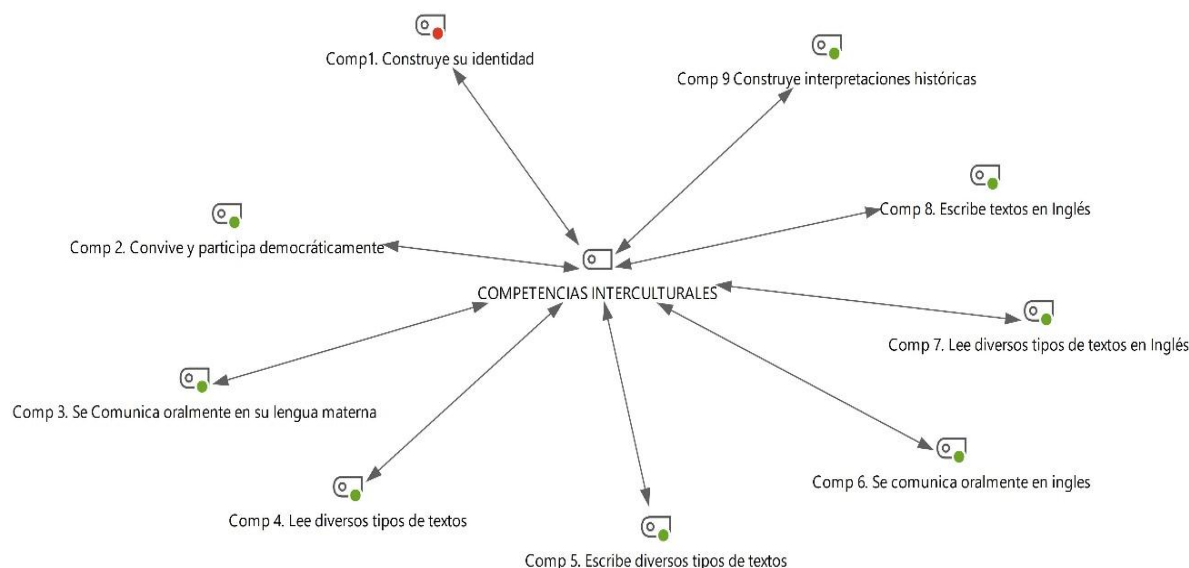 Comp1. Construye su identidad
Comp 9 Construye interpretaciones históricas
Comp 8. Escribe textos en Inglés
Comp 2. Convive y participa democráticamente
COMPETENCIAS INTERCULTURALES
Comp 7. Lee diversos tipos de textos en Inglés
Comp 3. Se Comunica oralmente en su lengua materna
Comp 6. Se comunica oralmente en ingles
Comp 4. Lee diversos tipos de textos
Comp 5. Escribe diversos tipos de textos